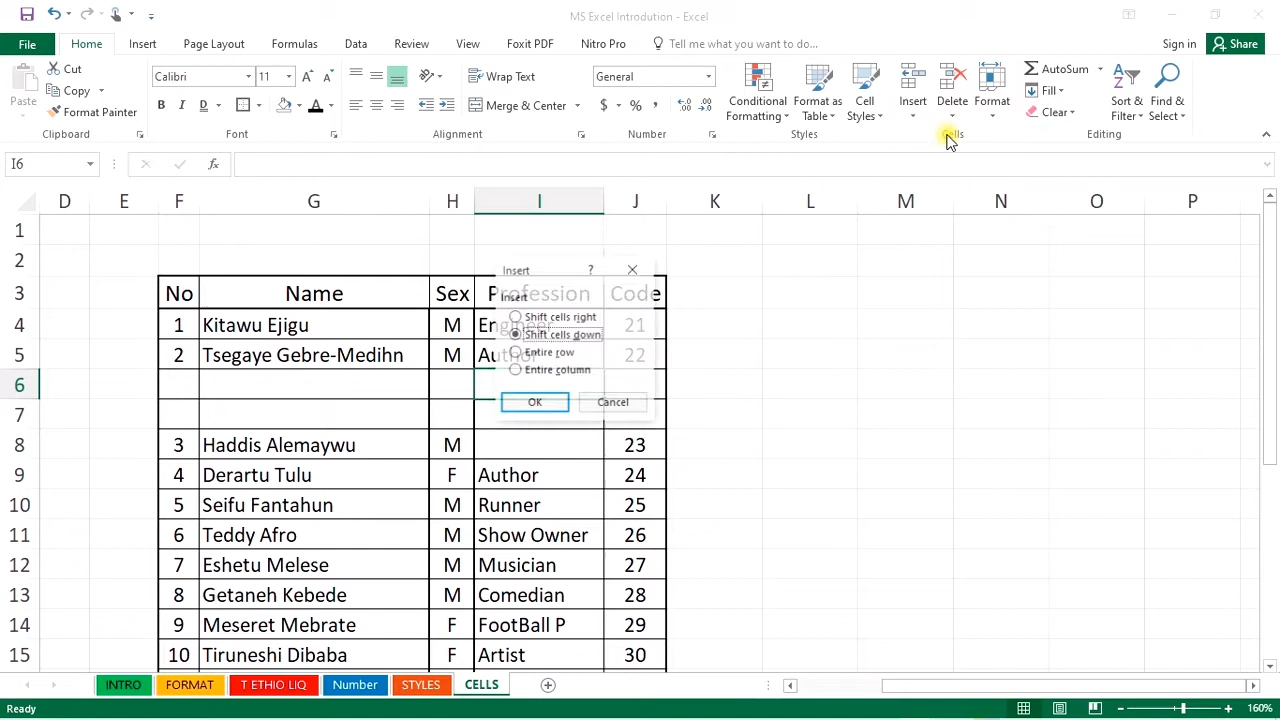 MS Excel Introdution - Excel
File Home Insert Page Layout Formulas Data Review View Foxit PDF Nitro Pro Tell me what you want to do... Sign in Share
Paste
Cut
Copy
Format Painter
Clipboard
Calibri 11
B I D
Font
Wrap Text
Merge & Center
Alignment
General
$ % ,
Number
Conditional Formatting
Format as Table
Cell Styles
Styles
Insert Delete Format
Cells
AutoSum
Fill
Clear
Sort & Filter
Find & Select
Editing
I6 fx
D E F G H I J K L M N O P
1
2
3 No Name Sex Profession Code
4 1 Kitawu Ejigu M Engineer 21
5 2 Tsegaye Gebre-Medihn M Author 22
6
7
8 3 Haddis Alemaywu M 23
9 4 Derartu Tulu F Author 24
10 5 Seifu Fantahun M Runner 25
11 6 Teddy Afro M Show Owner 26
12 7 Eshetu Melese M Musician 27
13 8 Getaneh Kebede M Comedian 28
14 9 Meseret Mebrate F FootBall P 29
15 10 Tiruneshi Dibaba F Artist 30
Insert ?
Insert
Shift cells right
Shift cells down
Entire row
Entire column
OK Cancel
INTRO FORMAT T ETHIO LIQ Number STYLES CELLS
Ready 160%